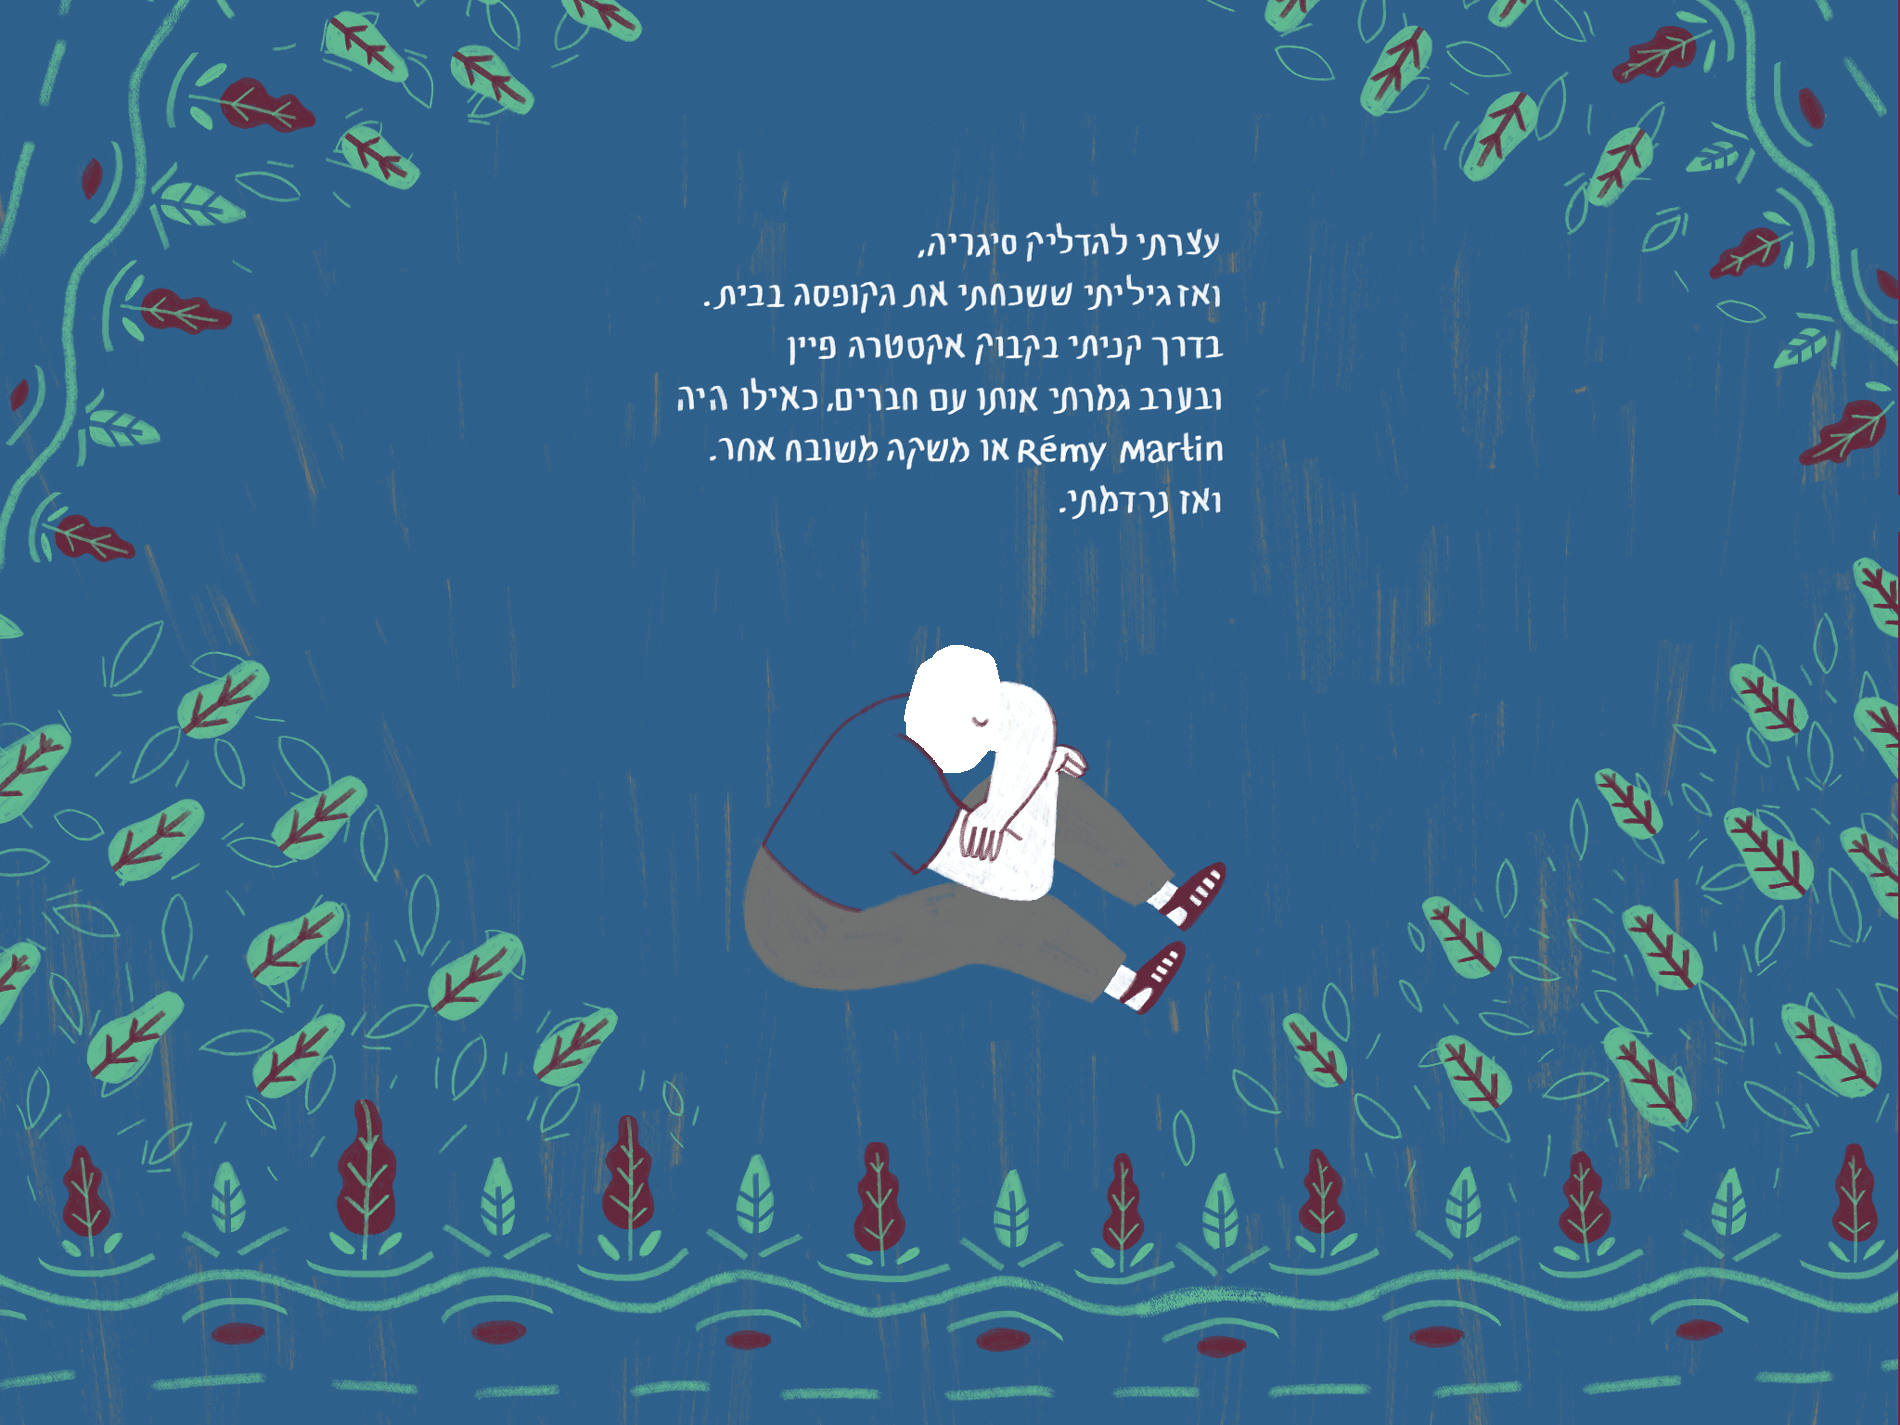 עצרתי להדליק סיגריה,
ואז גיליתי ששכחתי את הקופסה בבית.
בדרך קניתי בקבוק אקסטרה פיין
ובערב גמרתי אותו עם חברים, כאילו היה
Rémy Martin או משקה משובח אחר.
ואז נרדמתי.